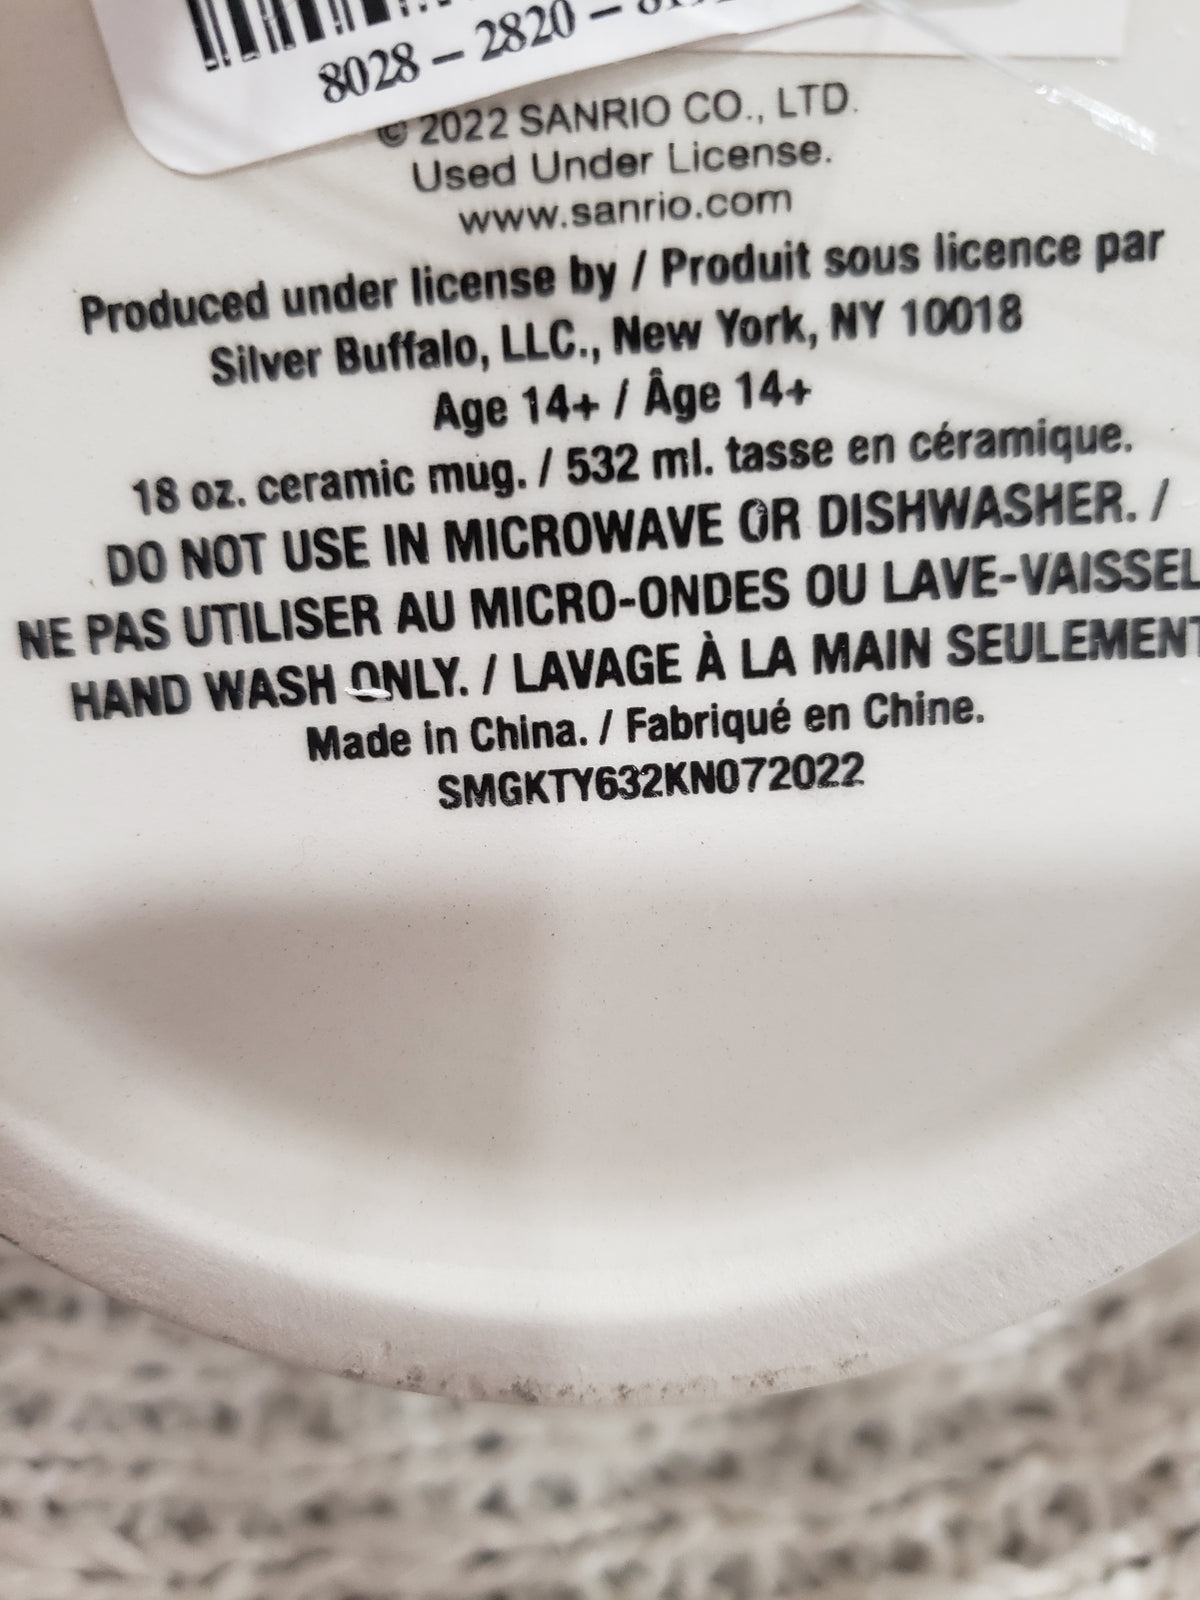 8028 – 2820 –
© 2022 SANRIO CO., LTD.
Used Under License.
www.sanrio.com
Produced under license by / Produit sous licence par
Silver Buffalo, LLC., New York, NY 10018
Age 14+ / Âge 14+
18 oz. ceramic mug. / 532 ml. tasse en céramique.
DO NOT USE IN MICROWAVE OR DISHWASHER. /
NE PAS UTILISER AU MICRO-ONDES OU LAVE-VAISSEL
HAND WASH ONLY. / LAVAGE À LA MAIN SEULEMENT
Made in China. / Fabriqué en Chine.
SMGKTY632KN072022